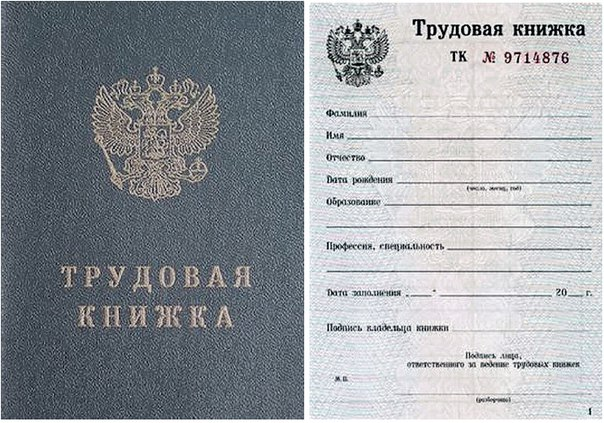 ТРУДОВАЯ
КНИЖКА
Трудовая книжка
ТК № 9714876
Фамилия
Имя
Отчество
Дата рождения
(число, месяц, год)
Образование
Профессия, специальность
Дата заполнения „ “ 20 г.
Подпись владельца книжки
Подпись лица,
ответственного за ведение трудовых книжек
М.П.
(разборчиво)
1